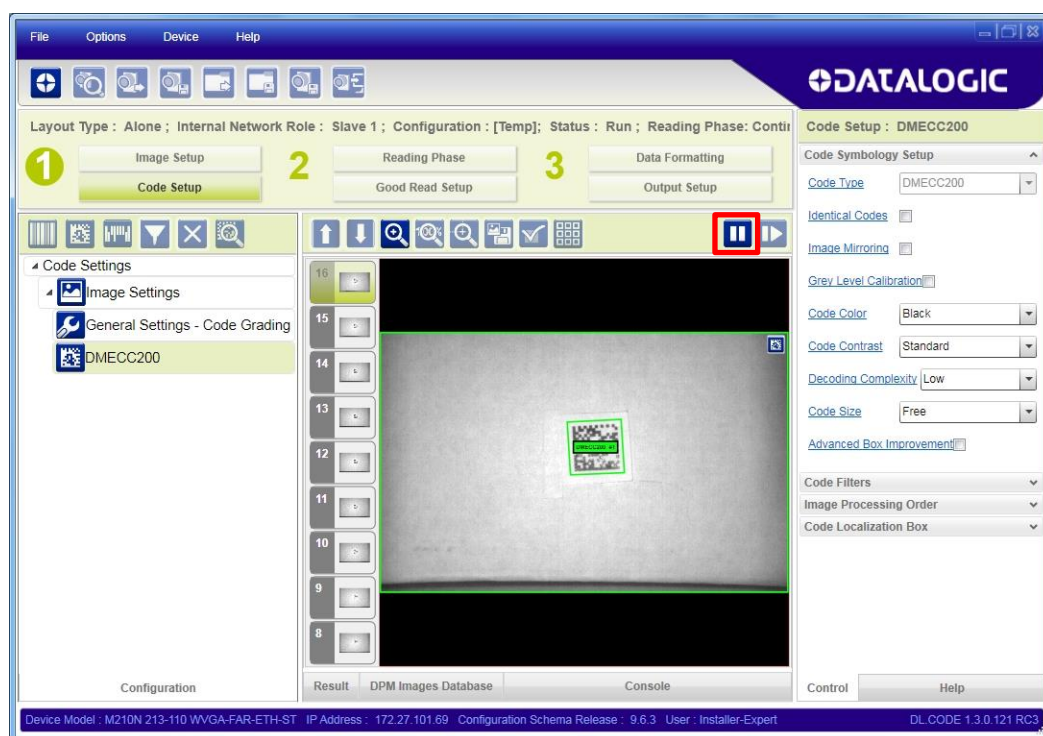 File Options Device Help
DATALOGIC
Layout Type : Alone ; Internal Network Role : Slave 1 ; Configuration : [Temp]; Status : Run ; Reading Phase: Contin
Code Setup : DMECC200
1 Image Setup 2 Reading Phase 3 Data Formatting
Code Setup Good Read Setup Output Setup
Code Symbology Setup
Code Type DMECC200
Identical Codes
Image Mirroring
Grey Level Calibration
Code Color Black
Code Contrast Standard
Decoding Complexity Low
Code Size Free
Advanced Box Improvement
Code Filters
Image Processing Order
Code Localization Box
Code Settings
Image Settings
General Settings - Code Grading
DMECC200
100%
16
15
14
13
12
11
10
9
8
DMECC200 #1
Configuration
Result DPM Images Database Console
Control Help
Device Model : M210N 213-110 WVGA-FAR-ETH-ST IP Address : 172.27.101.69 Configuration Schema Release : 9.6.3 User : Installer-Expert DL.CODE 1.3.0.121 RC3